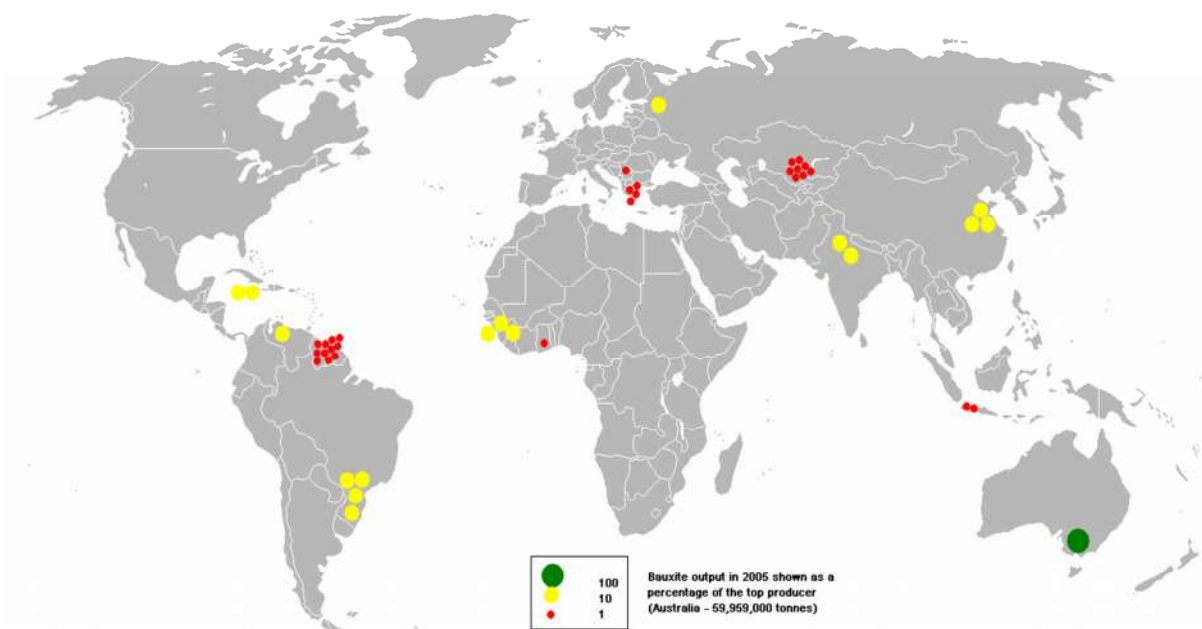 100
10
1
Bauxite output in 2005 shown as a
percentage of the top producer
(Australia - 59,959,000 tonnes)